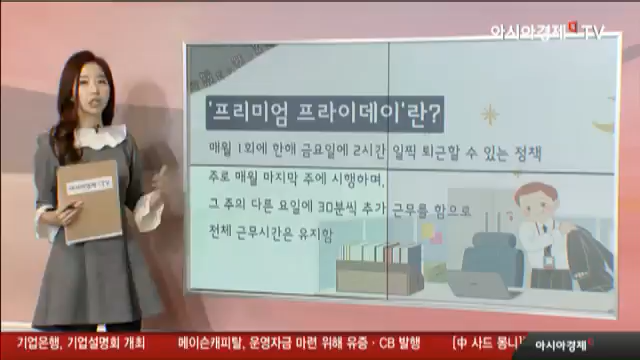 아시아경제 TV
'프리미엄 프라이데이'란?
매월 1회에 한해 금요일에 2시간 일찍 퇴근할 수 있는 정책
주로 매월 마지막 주에 시행하며,
그 주의 다른 요일에 30분씩 추가 근무를 함으로
전체 근무시간은 유지함
아시아경제 TV
기업은행, 기업설명회 개최 메이슨캐피탈, 운영자금 마련 위해 유증·CB 발행 [中 사드 몽니 아시아경제